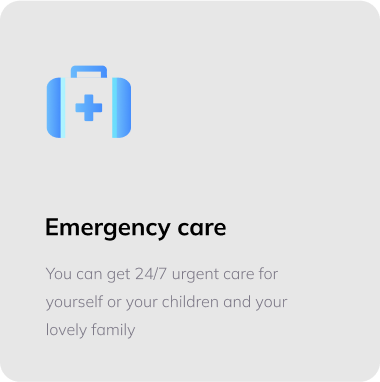 Emergency care
You can get 24/7 urgent care for
yourself or your children and your
lovely family